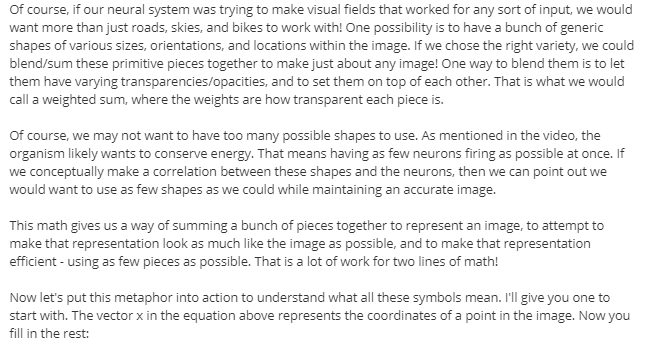 Of course, if our neural system was trying to make visual fields that worked for any sort of input, we would
want more than just roads, skies, and bikes to work with! One possibility is to have a bunch of generic
shapes of various sizes, orientations, and locations within the image. If we chose the right variety, we could
blend/sum these primitive pieces together to make just about any image! One way to blend them is to let
them have varying transparencies/opacities, and to set them on top of each other. That is what we would
call a weighted sum, where the weights are how transparent each piece is.
Of course, we may not want to have too many possible shapes to use. As mentioned in the video, the
organism likely wants to conserve energy. That means having as few neurons firing as possible at once. If
we conceptually make a correlation between these shapes and the neurons, then we can point out we
would want to use as few shapes as we could while maintaining an accurate image.
This math gives us a way of summing a bunch of pieces together to represent an image, to attempt to
make that representation look as much like the image as possible, and to make that representation
efficient - using as few pieces as possible. That is a lot of work for two lines of math!
Now let's put this metaphor into action to understand what all these symbols mean. I'll give you one to
start with. The vector x in the equation above represents the coordinates of a point in the image. Now you
fill in the rest: